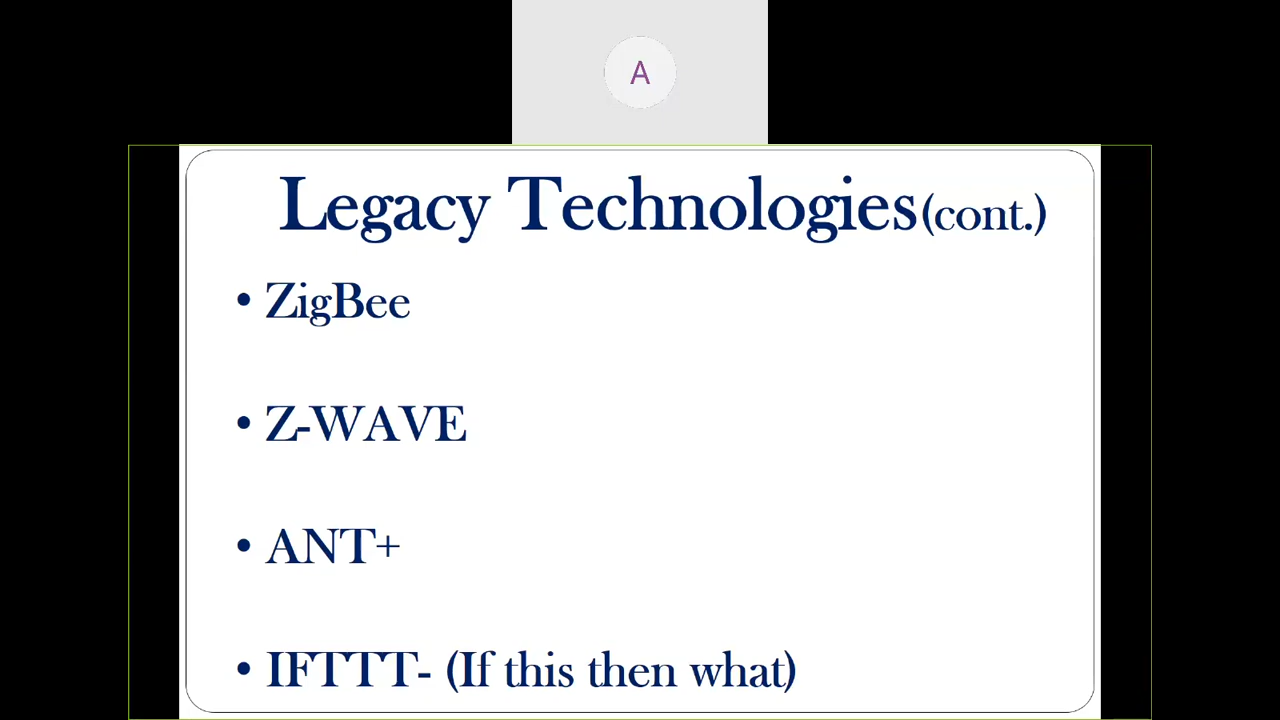 A
Legacy Technologies(cont.)
• ZigBee
• Z-WAVE
• ANT+
• IFTTT- (If this then what)